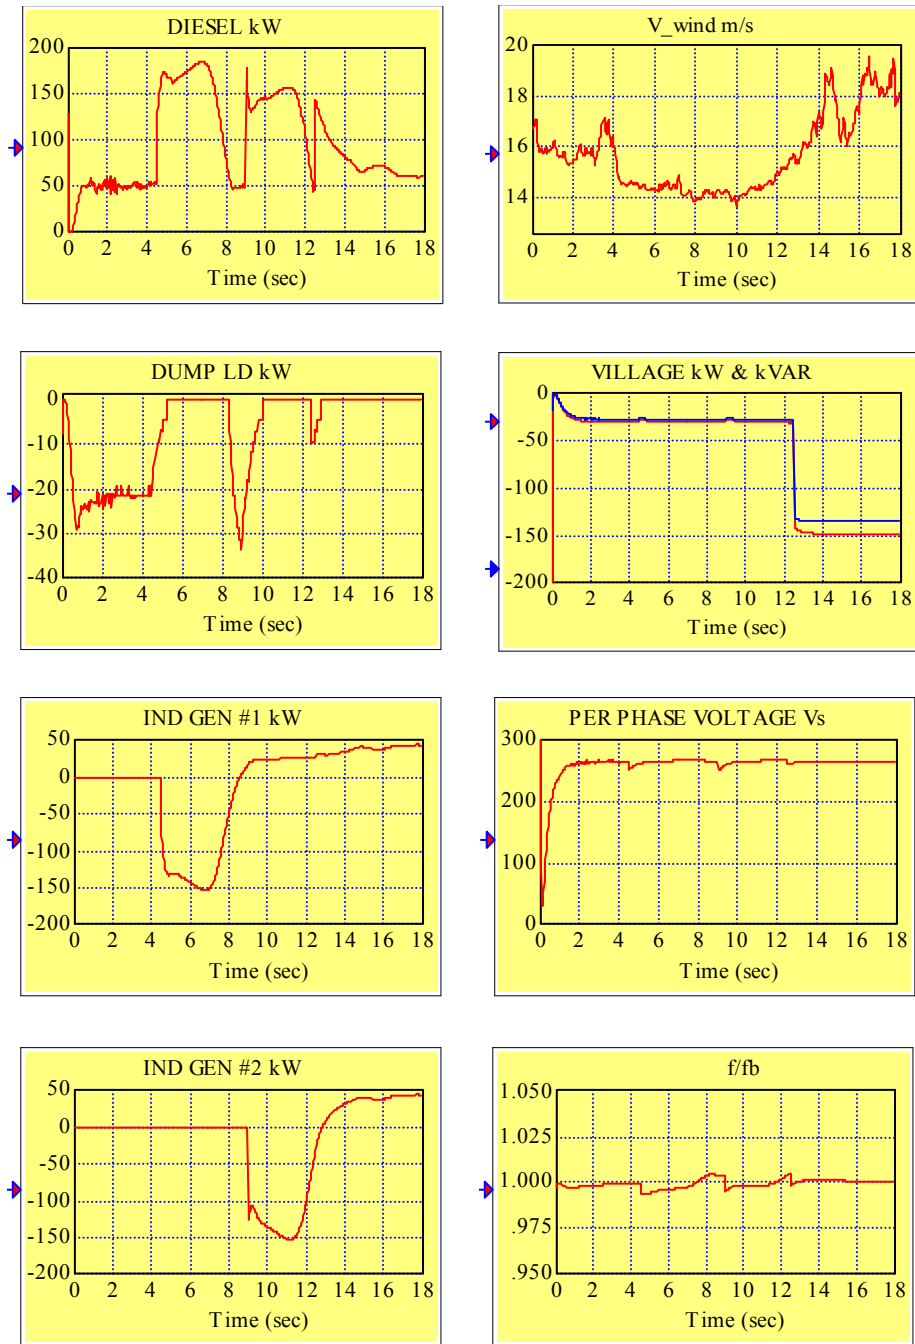 DIESEL kW
200
150
100
50
0
0 2 4 6 8 10 12 14 16 18
Time (sec)
V_wind m/s
20
18
16
14
0 2 4 6 8 10 12 14 16 18
Time (sec)
DUMP LD kW
0
-10
-20
-30
-40
0 2 4 6 8 10 12 14 16 18
Time (sec)
VILLAGE kW & kVAR
0
-50
-100
-150
-200
0 2 4 6 8 10 12 14 16 18
Time (sec)
IND GEN #1 kW
50
0
-50
-100
-150
-200
0 2 4 6 8 10 12 14 16 18
Time (sec)
PER PHASE VOLTAGE Vs
300
200
100
0
0 2 4 6 8 10 12 14 16 18
Time (sec)
IND GEN #2 kW
50
0
-50
-100
-150
-200
0 2 4 6 8 10 12 14 16 18
Time (sec)
f/fb
1.050
1.025
1.000
.975
.950
0 2 4 6 8 10 12 14 16 18
Time (sec)